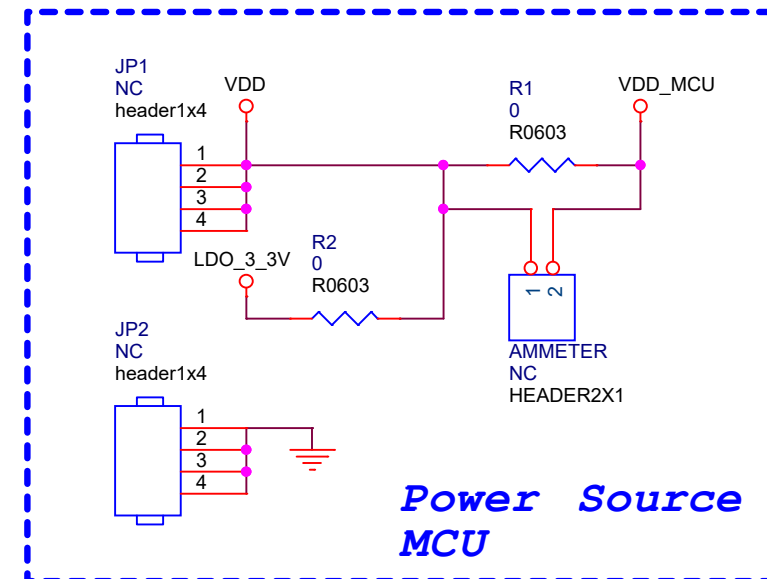 JP1
NC
header1x4
VDD
1
2
3
4
R1
0
R0603
VDD_MCU
LDO_3_3V
R2
0
R0603
1
2
AMMETER
NC
HEADER2X1
JP2
NC
header1x4
1
2
3
4
Power Source
MCU